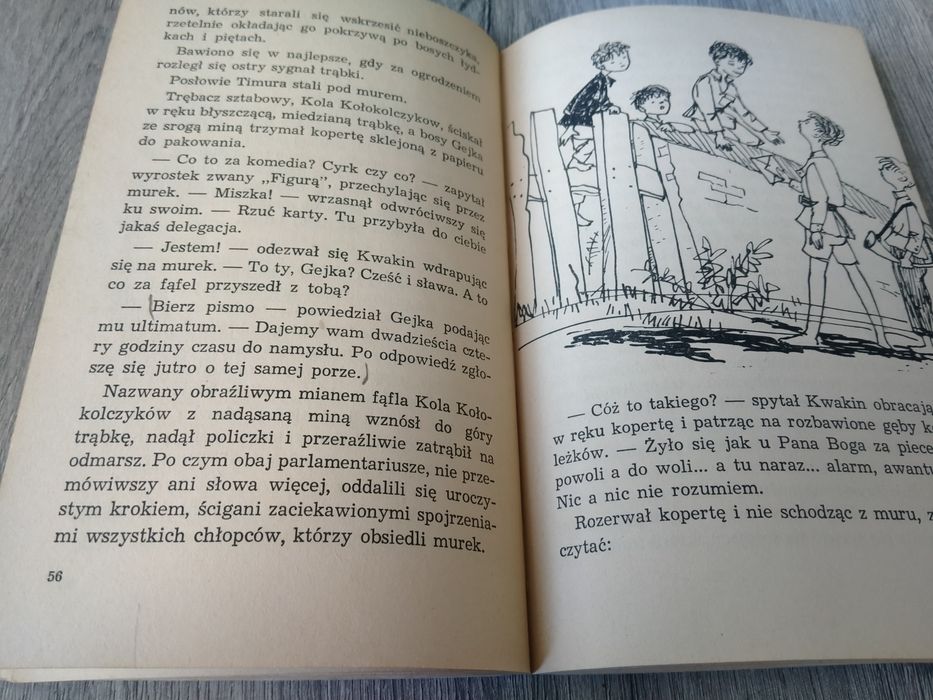 nów, którzy starali się wskrzesić nieboszczyka,
rzetelnie okładając go pokrzywą po bosych łyd-
kach i piętach.
Bawiono się w najlepsze, gdy za ogrodzeniem
rozległ się ostry sygnał trąbki.
Posłowie Timura stali pod murem.
Trębacz sztabowy, Kola Kołokolczykow, ściskał
w ręku błyszczącą, miedzianą trąbkę, a bosy Gejka
ze srogą miną trzymał kopertę sklejoną z papieru
do pakowania.
— Co to za komedia? Cyrk czy co? — zapytał
wyrostek zwany „Figurą”, przechylając się przez
murek. — Miszka! — wrzasnął odwróciwszy się
ku swoim. — Rzuć karty. Tu przybyła do ciebie
jakaś delegacja.
— Jestem! — odezwał się Kwakin wdrapując
się na murek. — To ty, Gejka? Cześć i sława. A to
co za fąfel przyszedł z tobą?
— Bierz pismo — powiedział Gejka podając
mu ultimatum. — Dajemy wam dwadzieścia czte-
ry godziny czasu do namysłu. Po odpowiedź zgło-
szę się jutro o tej samej porze.
Nazwany obraźliwym mianem fąfla Kola Koło-
kolczyków z nadąsaną miną wzniósł do góry
trąbkę, nadął policzki i przeraźliwie zatrąbił na
odmarsz. Po czym obaj parlamentariusze, nie prze-
mówiwszy ani słowa więcej, oddalili się uroczy-
stym krokiem, ścigani zaciekawionymi spojrzenia-
mi wszystkich chłopców, którzy obsiedli murek.
56
— Cóż to takiego? — spytał Kwakin obracają
w ręku kopertę i patrząc na rozbawione gęby k
leżków. — Żyło się jak u Pana Boga za piece
powoli a do woli... a tu naraz... alarm, awantu
Nic a nic nie rozumiem.
Rozerwał kopertę i nie schodząc z muru, z
czytać: